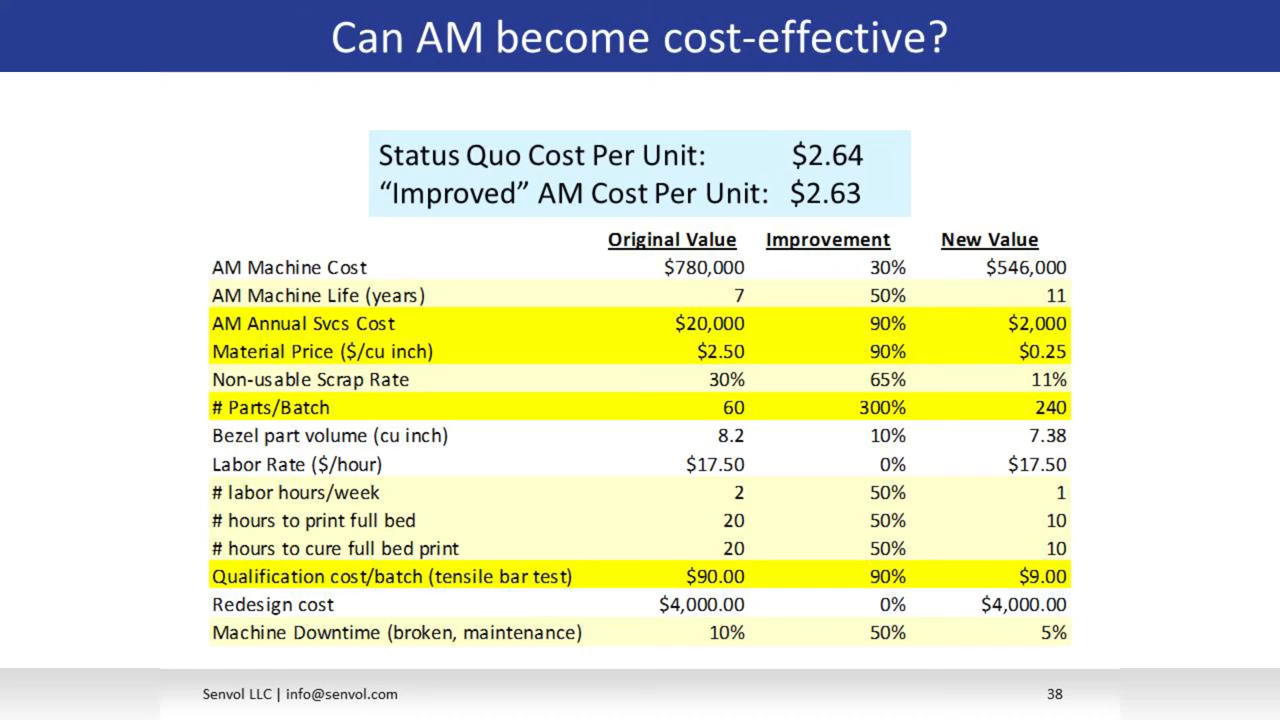 Can AM become cost-effective?
Status Quo Cost Per Unit: $2.64
“Improved” AM Cost Per Unit: $2.63
Original Value Improvement New Value
AM Machine Cost $780,000 30% $546,000
AM Machine Life (years) 7 50% 11
AM Annual Svcs Cost $20,000 90% $2,000
Material Price ($/cu inch) $2.50 90% $0.25
Non-usable Scrap Rate 30% 65% 11%
# Parts/Batch 60 300% 240
Bezel part volume (cu inch) 8.2 10% 7.38
Labor Rate ($/hour) $17.50 0% $17.50
# labor hours/week 2 50% 1
# hours to print full bed 20 50% 10
# hours to cure full bed print 20 50% 10
Qualification cost/batch (tensile bar test) $90.00 90% $9.00
Redesign cost $4,000.00 0% $4,000.00
Machine Downtime (broken, maintenance) 10% 50% 5%
Senvol LLC | info@senvol.com 38